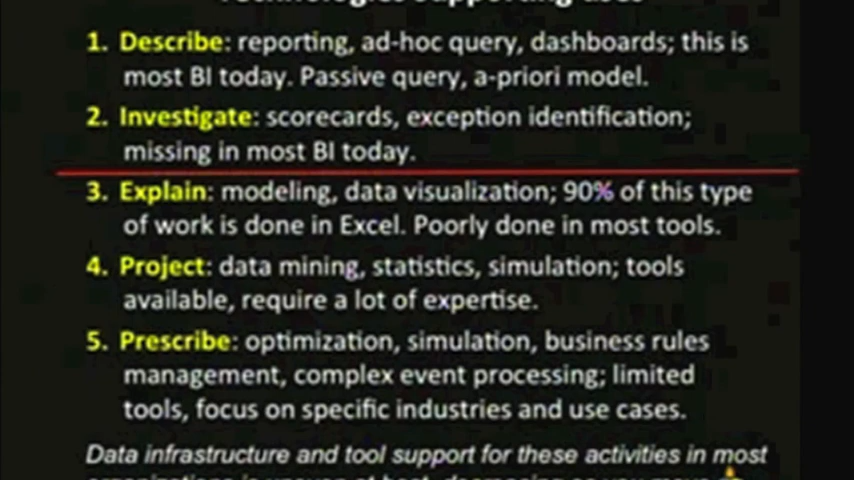 Technologies supporting uses
1. Describe: reporting, ad-hoc query, dashboards; this is
most BI today. Passive query, a-priori model.
2. Investigate: scorecards, exception identification;
missing in most BI today.
3. Explain: modeling, data visualization; 90% of this type
of work is done in Excel. Poorly done in most tools.
4. Project: data mining, statistics, simulation; tools
available, require a lot of expertise.
5. Prescribe: optimization, simulation, business rules
management, complex event processing; limited
tools, focus on specific industries and use cases.
Data infrastructure and tool support for these activities in most